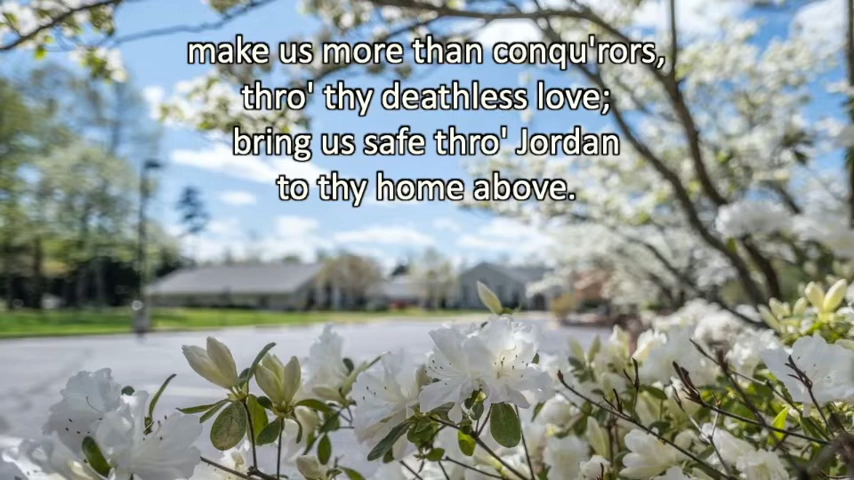 make us more than conqu'rors,
thro' thy deathless love;
bring us safe thro' Jordan
to thy home above.